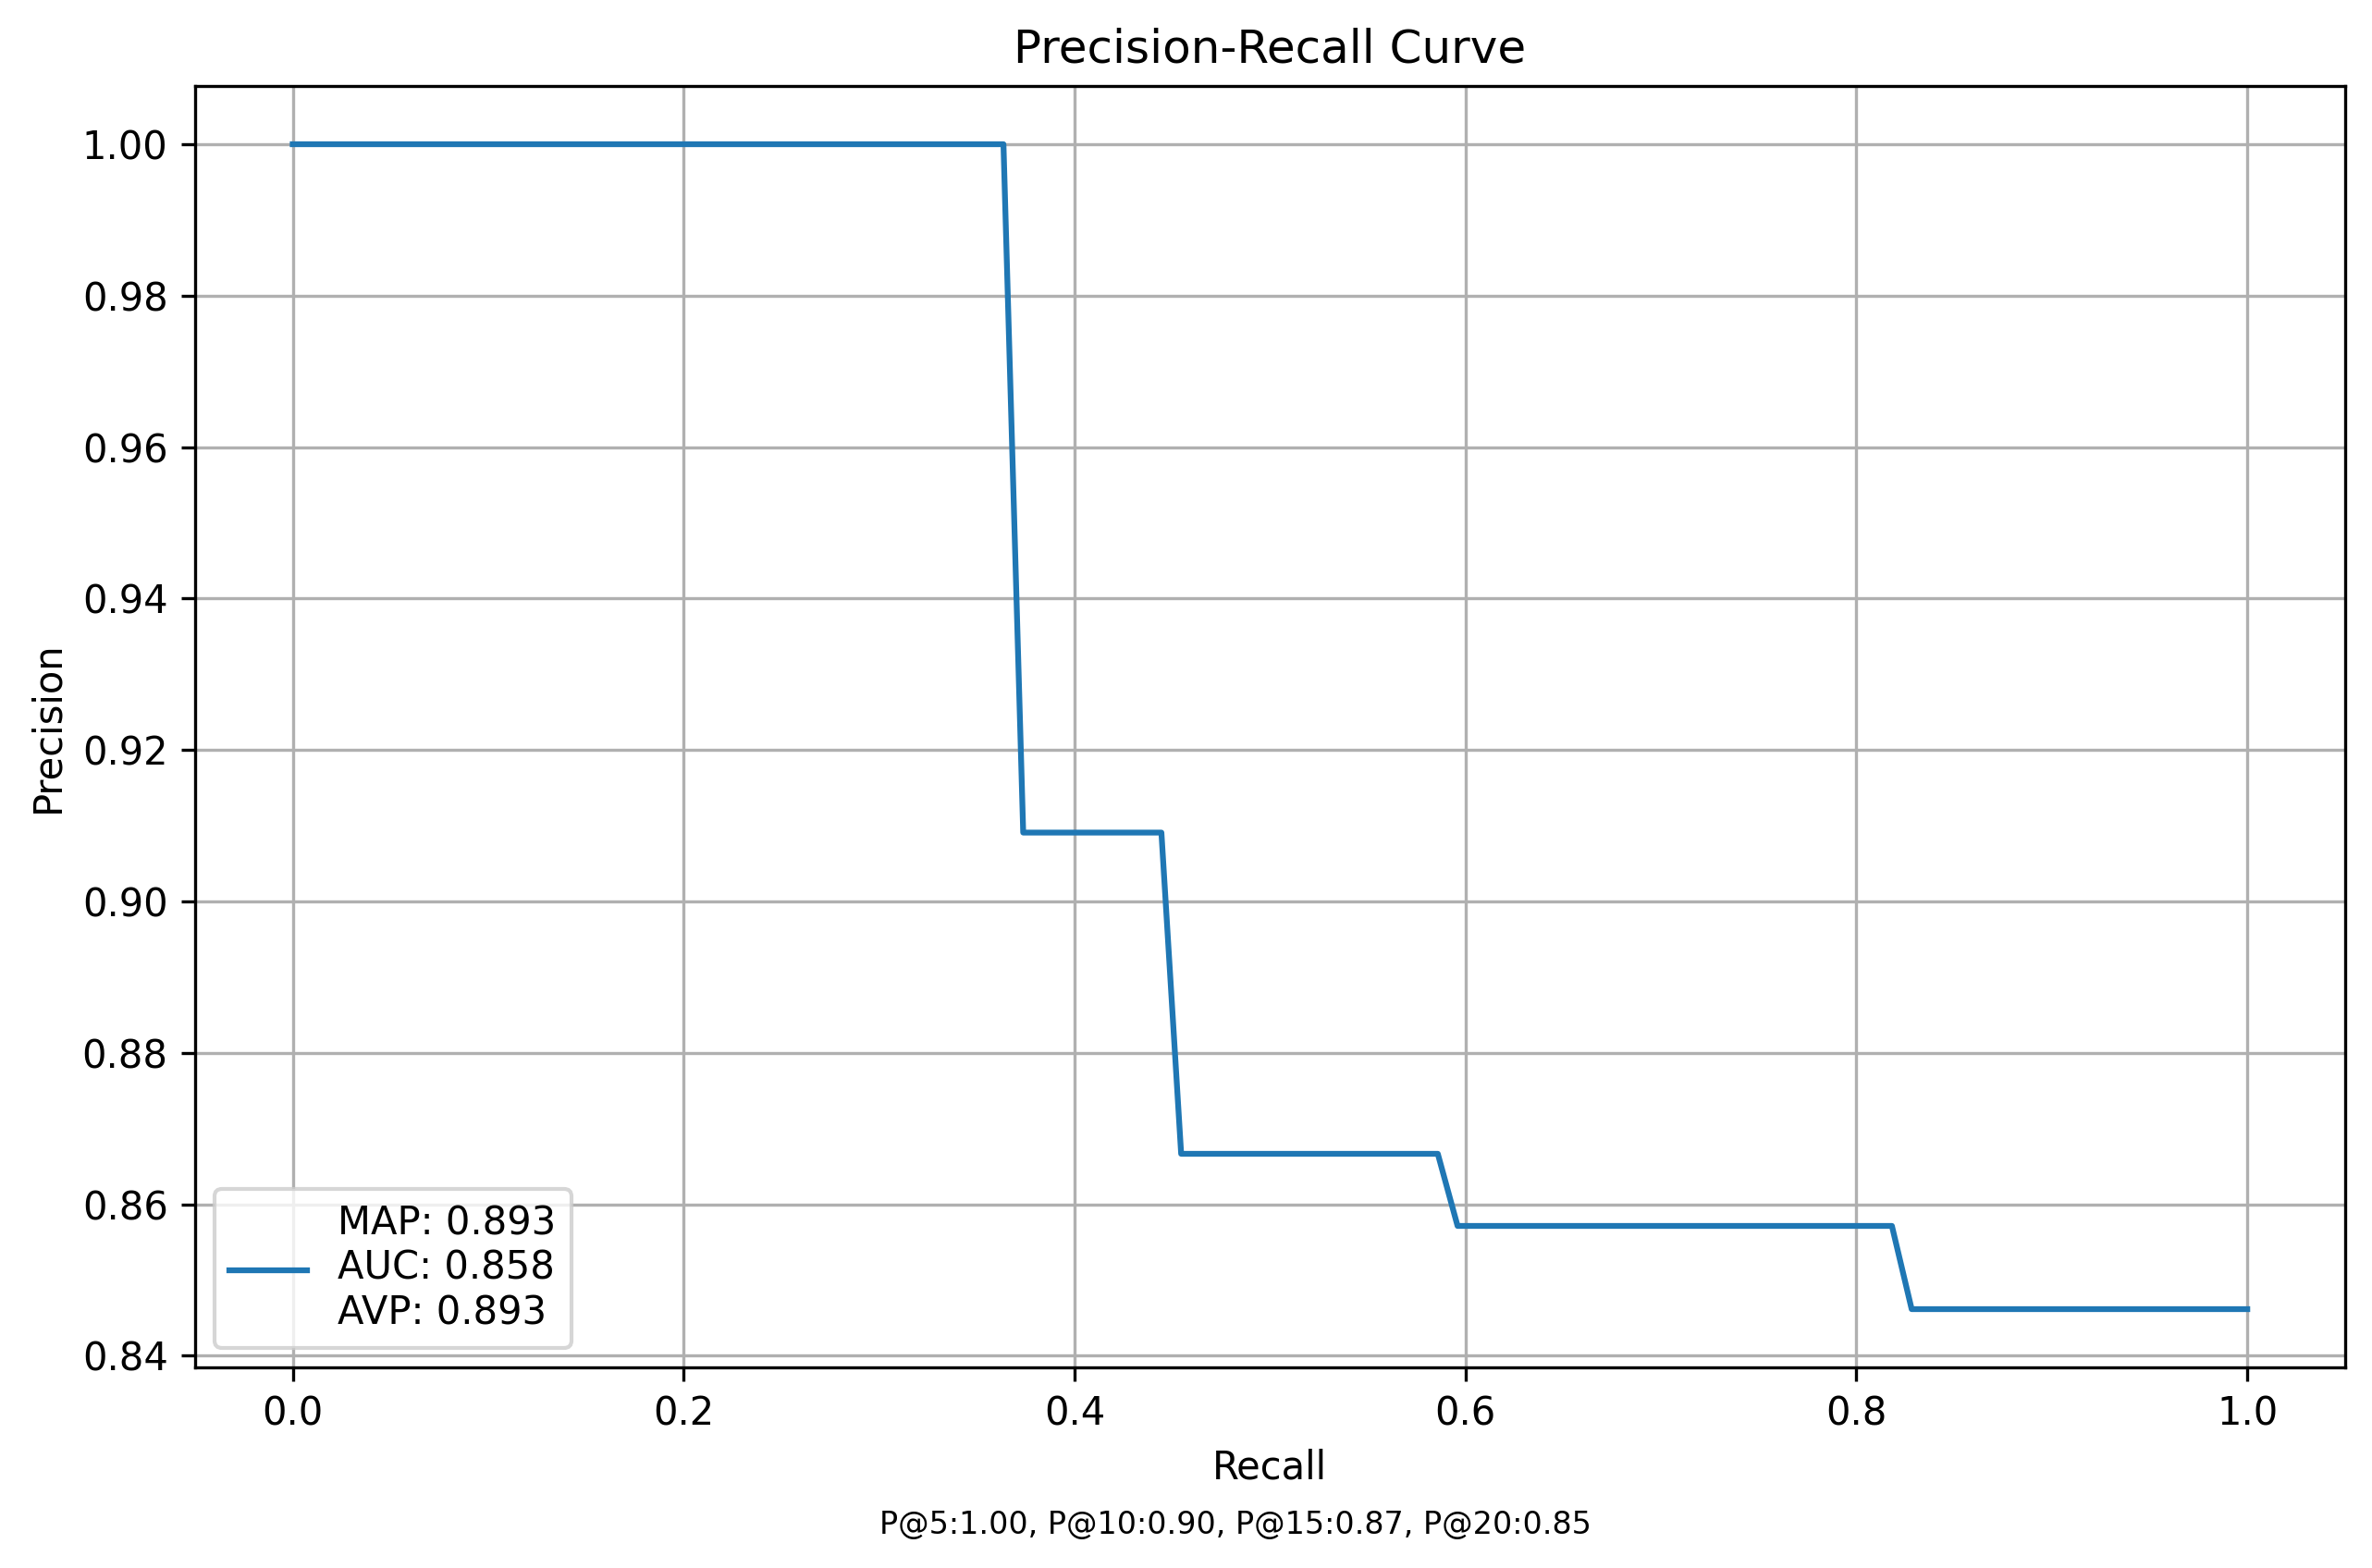 Precision-Recall Curve
1.00
0.98
0.96
0.94
0.92
0.90
0.88
0.86
0.84
Precision
MAP: 0.893
AUC: 0.858
AVP: 0.893
0.0 0.2 0.4 0.6 0.8 1.0
Recall
P@5:1.00, P@10:0.90, P@15:0.87, P@20:0.85